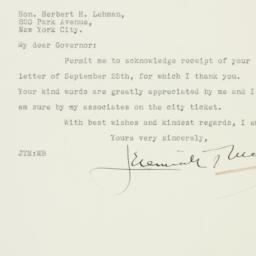 Hon. Herbert H. Lehman,
820 Park Avenue,
New York City.
My dear Governor:
Permit me to acknowledge receipt of your
letter of September 25th, for which I thank you.
Your kind words are greatly appreciated by me and I
am sure by my associates on the city ticket.
With best wishes and kindest regards, I am
Yours very sincerely,
Jeremiah T.
JTM:MB